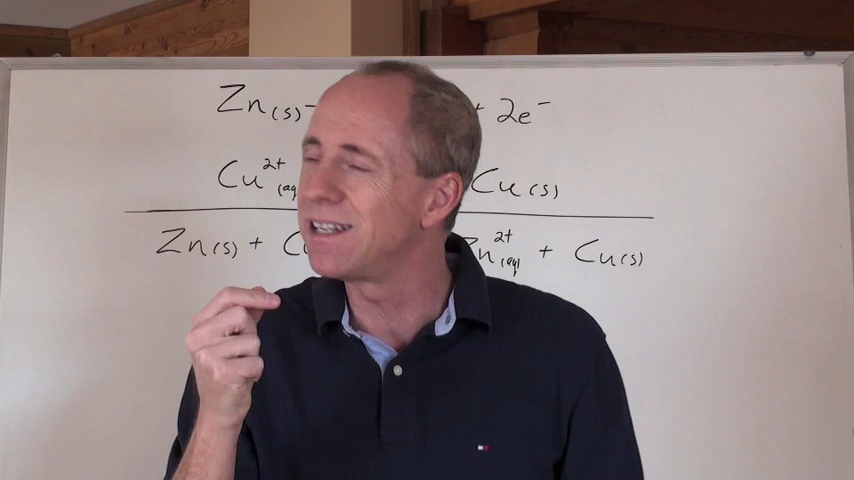 Zn(s) + 2e⁻
Cu²⁺(aq Cu(s)
Zn(s) + C Zn²⁺(aq) + Cu(s)